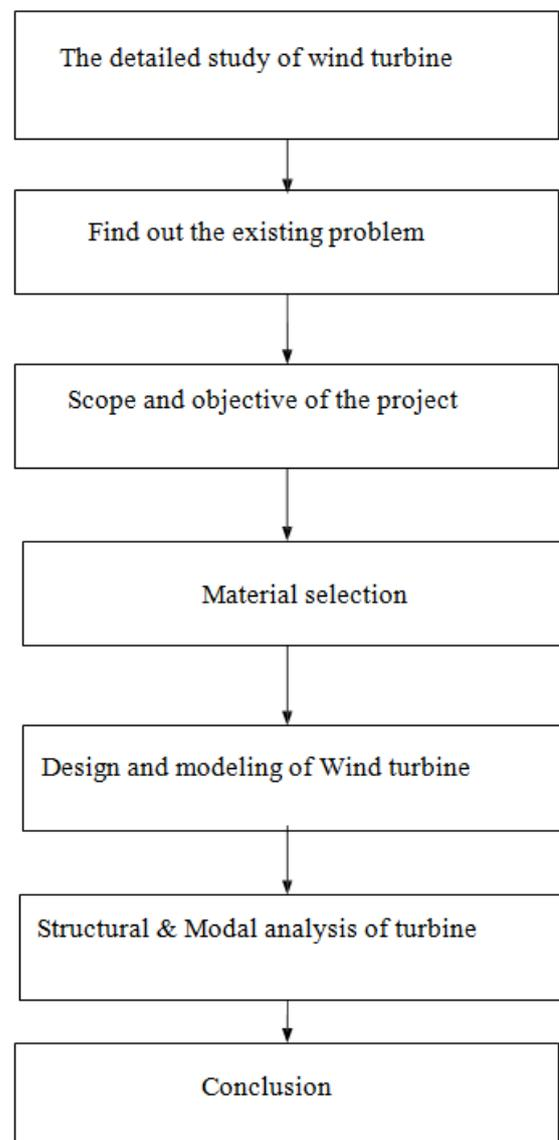 The detailed study of wind turbine
Find out the existing problem
Scope and objective of the project
Material selection
Design and modeling of Wind turbine
Structural & Modal analysis of turbine
Conclusion